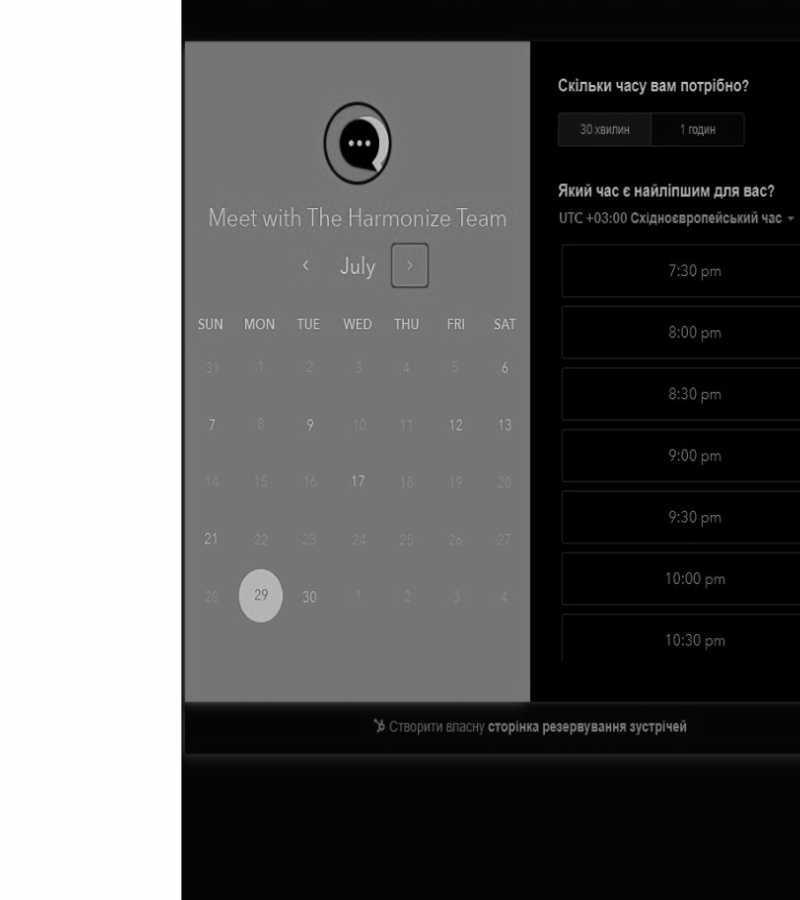 Meet with The Harmonize Team
July
SUN MON TUE WED THU FRI SAT
31 1 2 3 4 5 6
7 8 9 10 11 12 13
14 15 16 17 18 19 20
21 22 23 24 25 26 27
28 29 30 1 2 3 4
Скільки часу вам потрібно?
30 хвилин 1 годин
Який час є найліпшим для вас?
UTC +03:00 Східноєвропейський час
7:30 pm
8:00 pm
8:30 pm
9:00 pm
9:30 pm
10:00 pm
10:30 pm
Створити власну сторінка резервування зустрічей